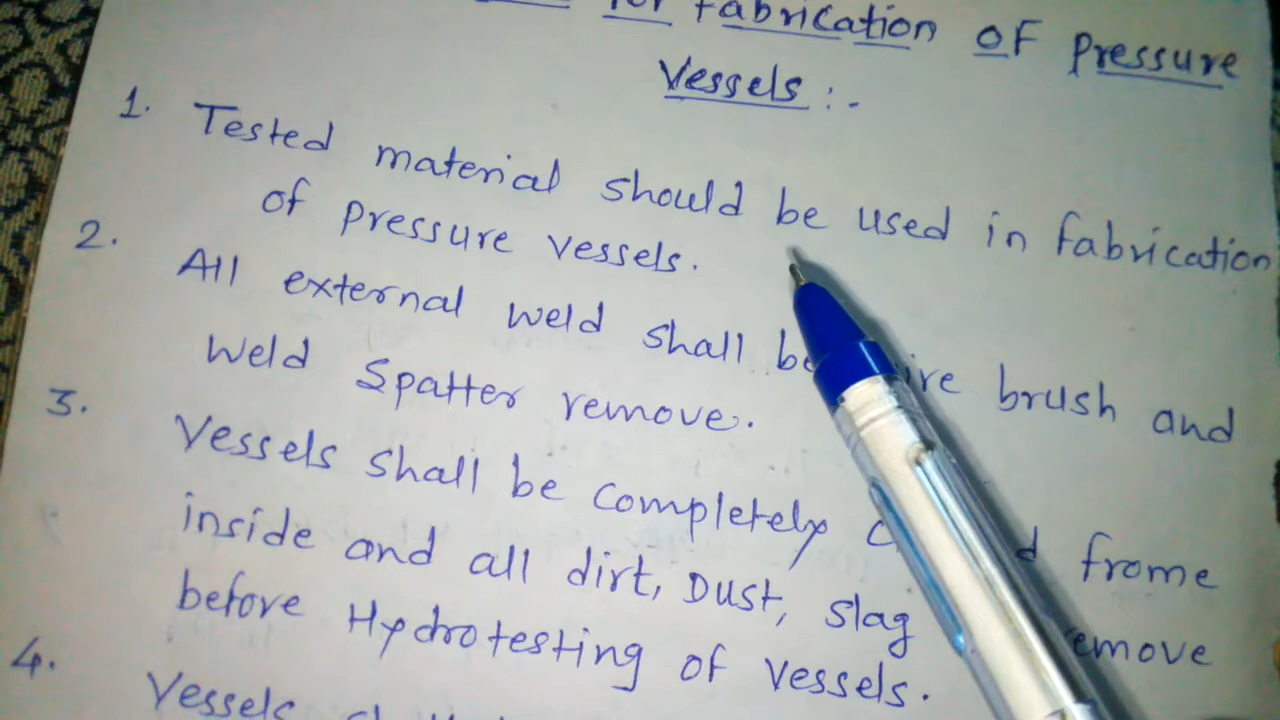 for Fabrication of Pressure
Vessels :-
1. Tested material should be used in fabrication
of pressure vessels.
2. All external weld shall be brush and
Weld Spatter remove.
3. Vessels shall be completely frome
inside and all dirt, Dust, slag
before Hydrotesting of vessels.
4. Vessels